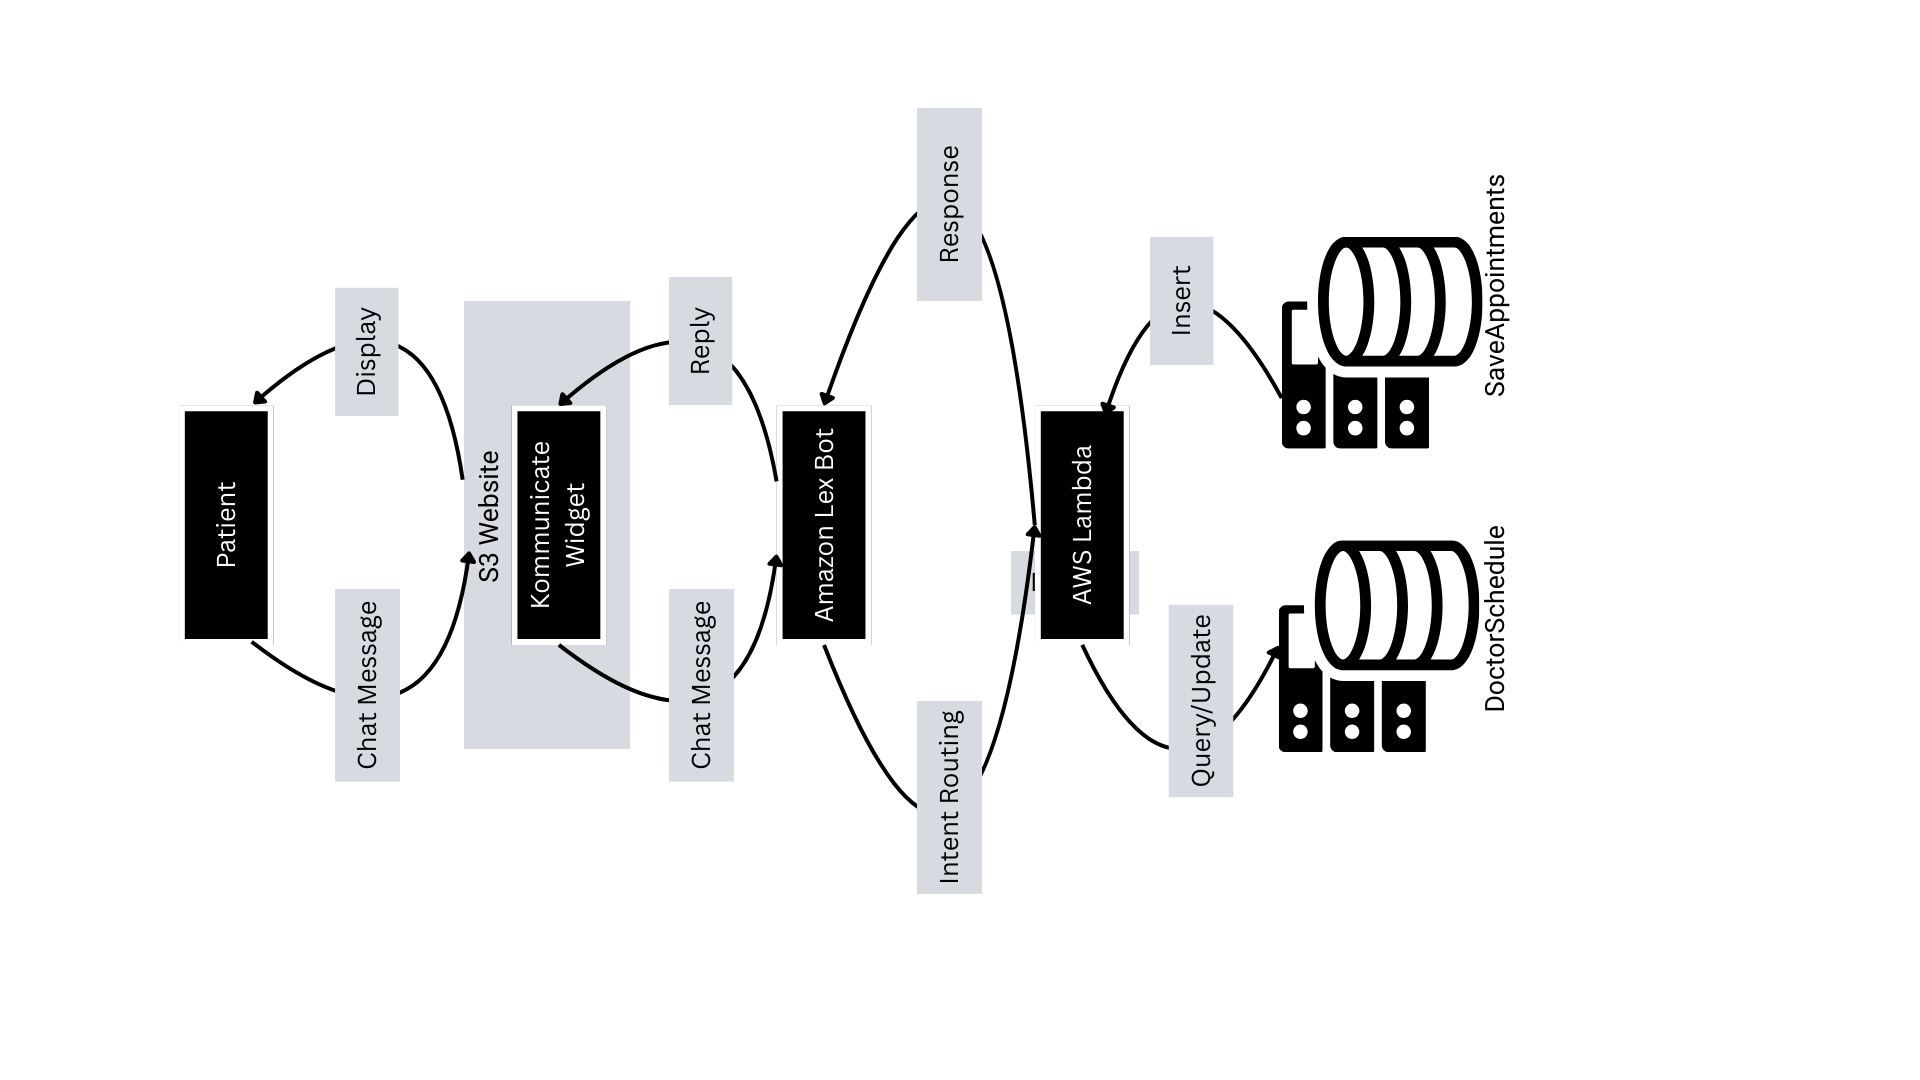 Patient
Chat Message
Display
S3 Website
Kommunicate
Widget
Chat Message
Reply
Amazon Lex Bot
Intent Routing
Response
AWS Lambda
Query/Update
Insert
DoctorSchedule
SaveAppointments